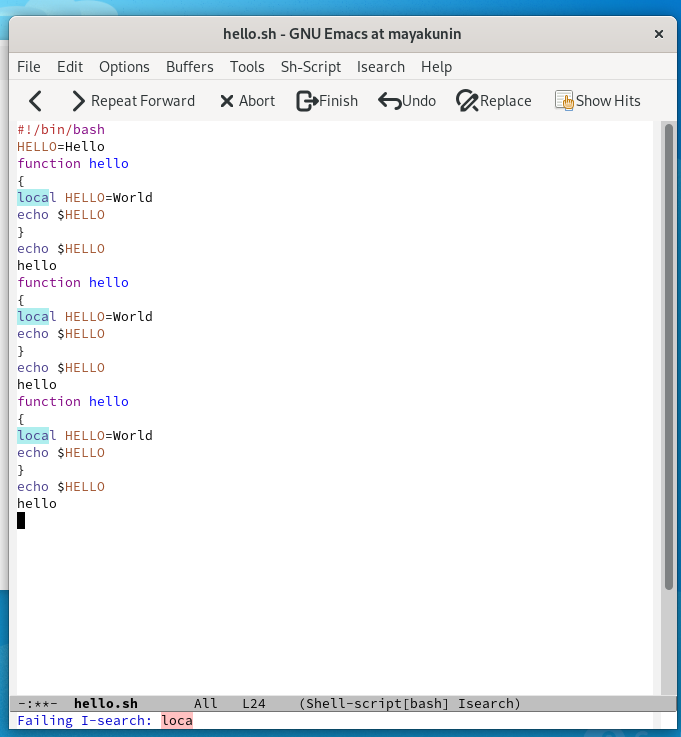 hello.sh - GNU Emacs at mayakunin ×
File Edit Options Buffers Tools Sh-Script Isearch Help
Repeat Forward Abort Finish Undo Replace Show Hits
#!/bin/bash
HELLO=Hello
function hello
{
local HELLO=World
echo $HELLO
}
echo $HELLO
hello
function hello
{
local HELLO=World
echo $HELLO
}
echo $HELLO
hello
function hello
{
local HELLO=World
echo $HELLO
}
echo $HELLO
hello
-:**- hello.sh All L24 (Shell-script[bash] Isearch)
Failing I-search: loca